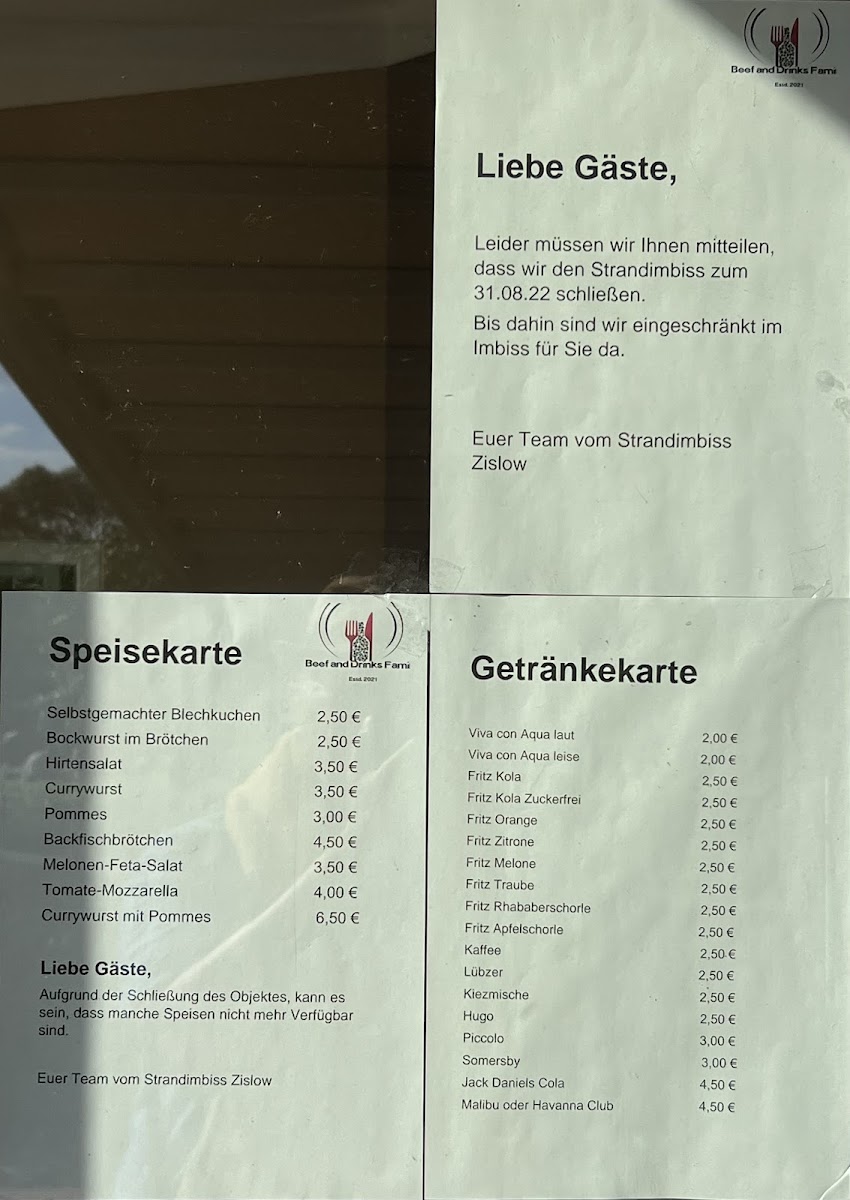 Beef and Drinks Fami
Essd. 2021
Liebe Gäste,
Leider müssen wir Ihnen mitteilen,
dass wir den Strandimbiss zum
31.08.22 schließen.
Bis dahin sind wir eingeschränkt im
Imbiss für Sie da.
Euer Team vom Strandimbiss
Zislow
Speisekarte
Beef and Drinks Fami
Essd. 2021
Selbstgemachter Blechkuchen 2,50 €
Bockwurst im Brötchen 2,50 €
Hirtensalat 3,50 €
Currywurst 3,50 €
Pommes 3,00 €
Backfischbrötchen 4,50 €
Melonen-Feta-Salat 3,50 €
Tomate-Mozzarella 4,00 €
Currywurst mit Pommes 6,50 €
Liebe Gäste,
Aufgrund der Schließung des Objektes, kann es
sein, dass manche Speisen nicht mehr Verfügbar
sind.
Euer Team vom Strandimbiss Zislow
Getränkekarte
Viva con Aqua laut 2,00 €
Viva con Aqua leise 2,00 €
Fritz Kola 2,50 €
Fritz Kola Zuckerfrei 2,50 €
Fritz Orange 2,50 €
Fritz Zitrone 2,50 €
Fritz Melone 2,50 €
Fritz Traube 2,50 €
Fritz Rhababerschorle 2,50 €
Fritz Apfelschorle 2,50 €
Kaffee 2,50 €
Lübzer 2,50 €
Kiezmische 2,50 €
Hugo 2,50 €
Piccolo 3,00 €
Somersby 3,00 €
Jack Daniels Cola 4,50 €
Malibu oder Havanna Club 4,50 €